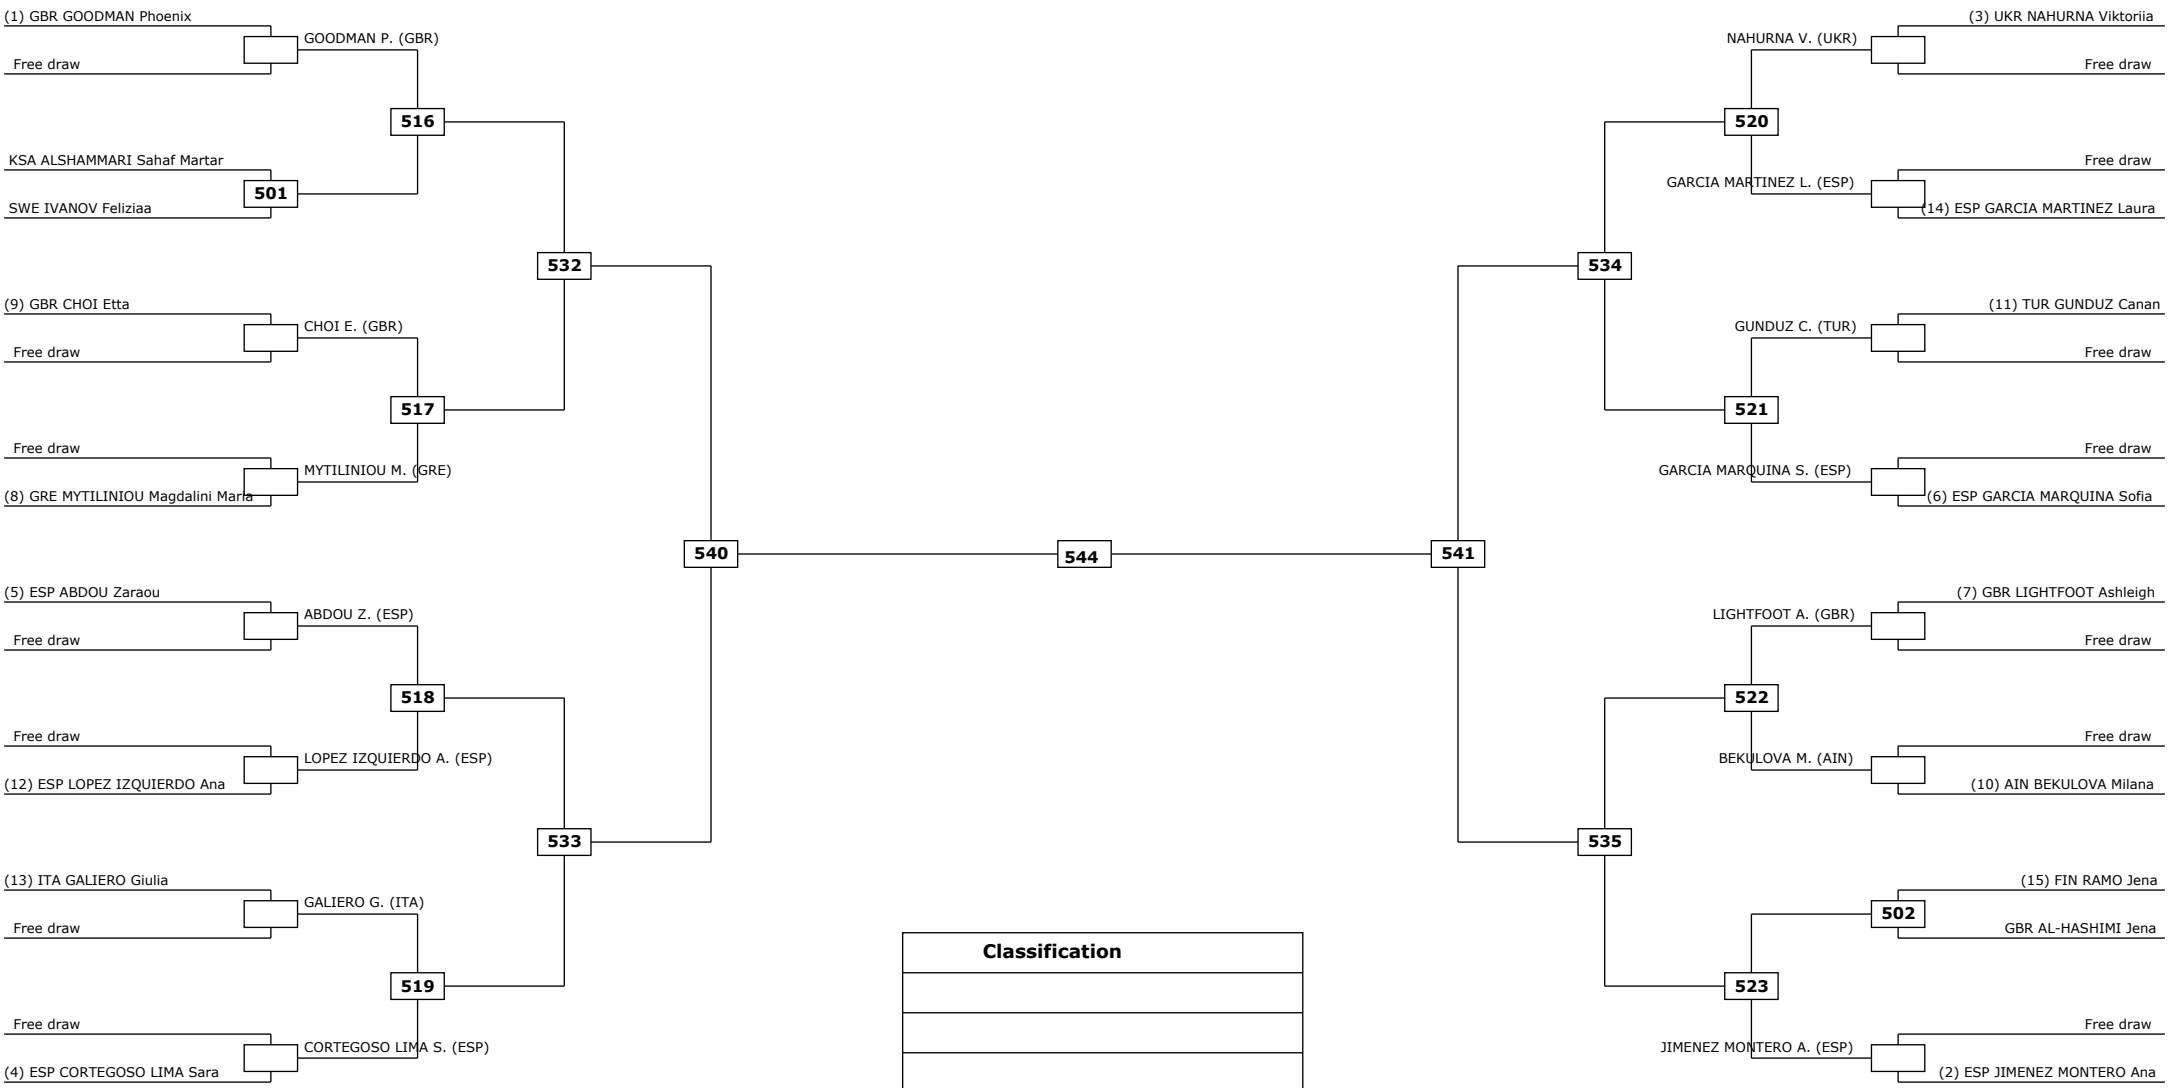 (1) GBR GOODMAN Phoenix
GOODMAN P. (GBR)
Free draw
516
KSA ALSHAMMARI Sahaf Martar
501
SWE IVANOV Feliziaa
532
(9) GBR CHOI Etta
CHOI E. (GBR)
Free draw
517
Free draw
MYTILINIOU M. (GRE)
(8) GRE MYTILINIOU Magdalini Maria
540
(5) ESP ABDOU Zaraou
ABDOU Z. (ESP)
Free draw
518
Free draw
LOPEZ IZQUIERDO A. (ESP)
(12) ESP LOPEZ IZQUIERDO Ana
533
(13) ITA GALIERO Giulia
GALIERO G. (ITA)
Free draw
519
Free draw
CORTEGOSO LIMA S. (ESP)
(4) ESP CORTEGOSO LIMA Sara
544
Classification
(3) UKR NAHURNA Viktoriia
NAHURNA V. (UKR)
Free draw
520
Free draw
GARCIA MARTINEZ L. (ESP)
(14) ESP GARCIA MARTINEZ Laura
534
(11) TUR GUNDUZ Canan
GUNDUZ C. (TUR)
Free draw
521
Free draw
GARCIA MARQUINA S. (ESP)
(6) ESP GARCIA MARQUINA Sofia
541
(7) GBR LIGHTFOOT Ashleigh
LIGHTFOOT A. (GBR)
Free draw
522
Free draw
BEKULOVA M. (AIN)
(10) AIN BEKULOVA Milana
535
(15) FIN RAMO Jena
502
GBR AL-HASHIMI Jena
523
Free draw
JIMENEZ MONTERO A. (ESP)
(2) ESP JIMENEZ MONTERO Ana